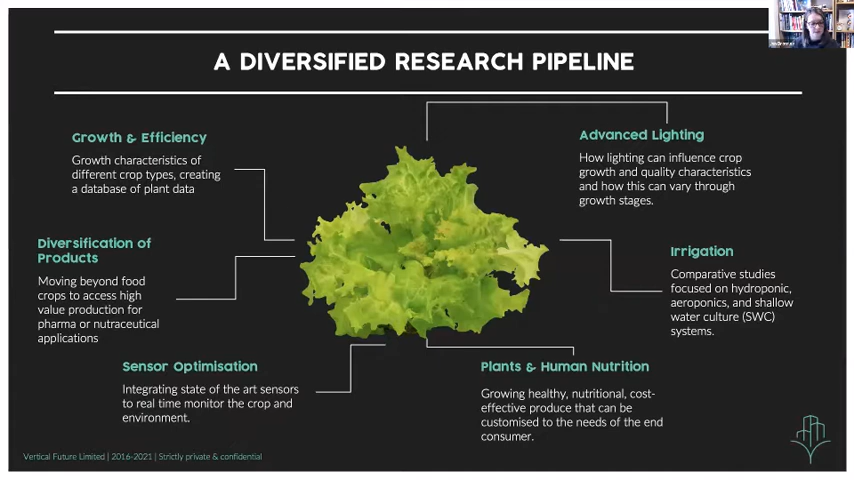 A DIVERSIFIED RESEARCH PIPELINE
Growth & Efficiency
Growth characteristics of
different crop types, creating
a database of plant data
Diversification of
Products
Moving beyond food
crops to access high
value production for
pharma or nutraceutical
applications
Sensor Optimisation
Integrating state of the art sensors
to real time monitor the crop and
environment.
Advanced Lighting
How lighting can influence crop
growth and quality characteristics
and how this can vary through
growth stages.
Irrigation
Comparative studies
focused on hydroponic,
aeroponics, and shallow
water culture (SWC)
systems.
Plants & Human Nutrition
Growing healthy, nutritional, cost-
effective produce that can be
customised to the needs of the end
consumer.
Vertical Future Limited | 2016-2021 | Strictly private & confidential